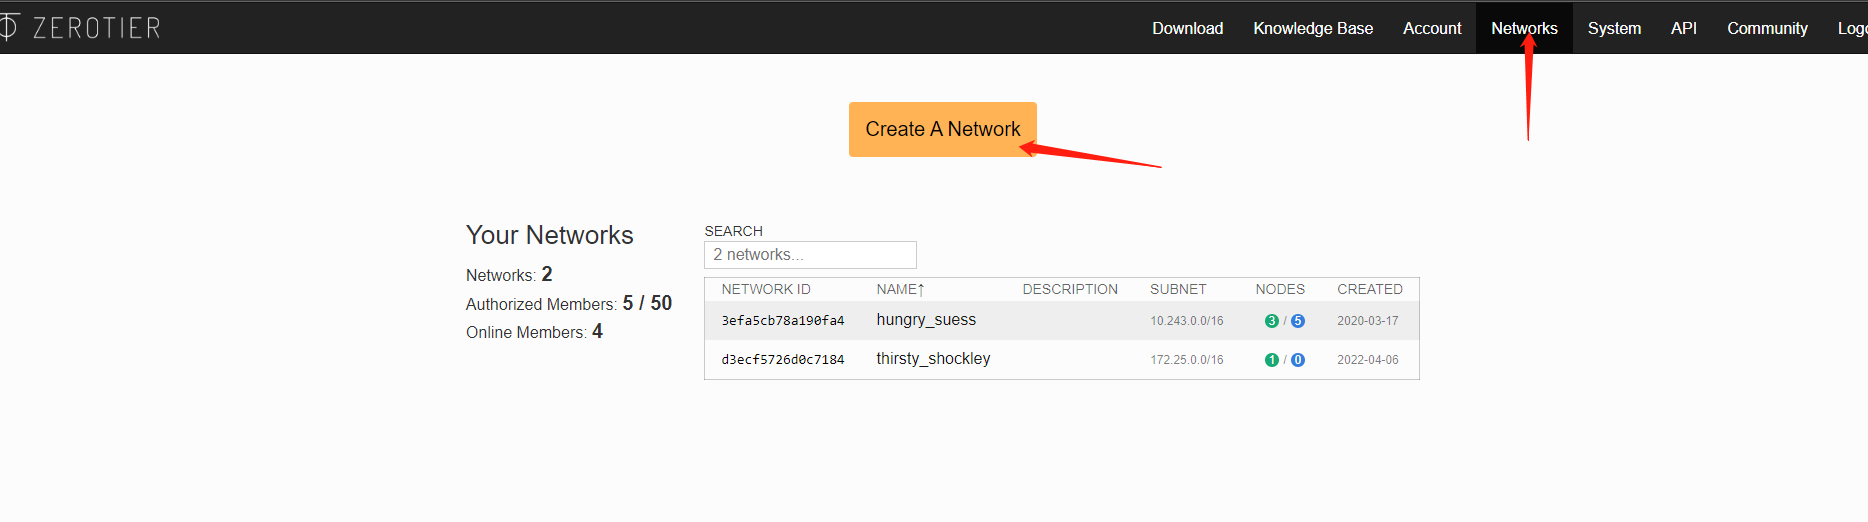 ZEROTIER Download Knowledge Base Account Networks System API Community
Create A Network
Your Networks
Networks: 2
Authorized Members: 5 / 50
Online Members: 4
SEARCH
2 networks...
NETWORK ID NAME↑ DESCRIPTION SUBNET NODES CREATED
3efa5cb78a190fa4 hungry_suess 10.243.0.0/16 3 / 5 2020-03-17
d3ecf5726d0c7184 thirsty_shockley 172.25.0.0/16 1 / 0 2022-04-06